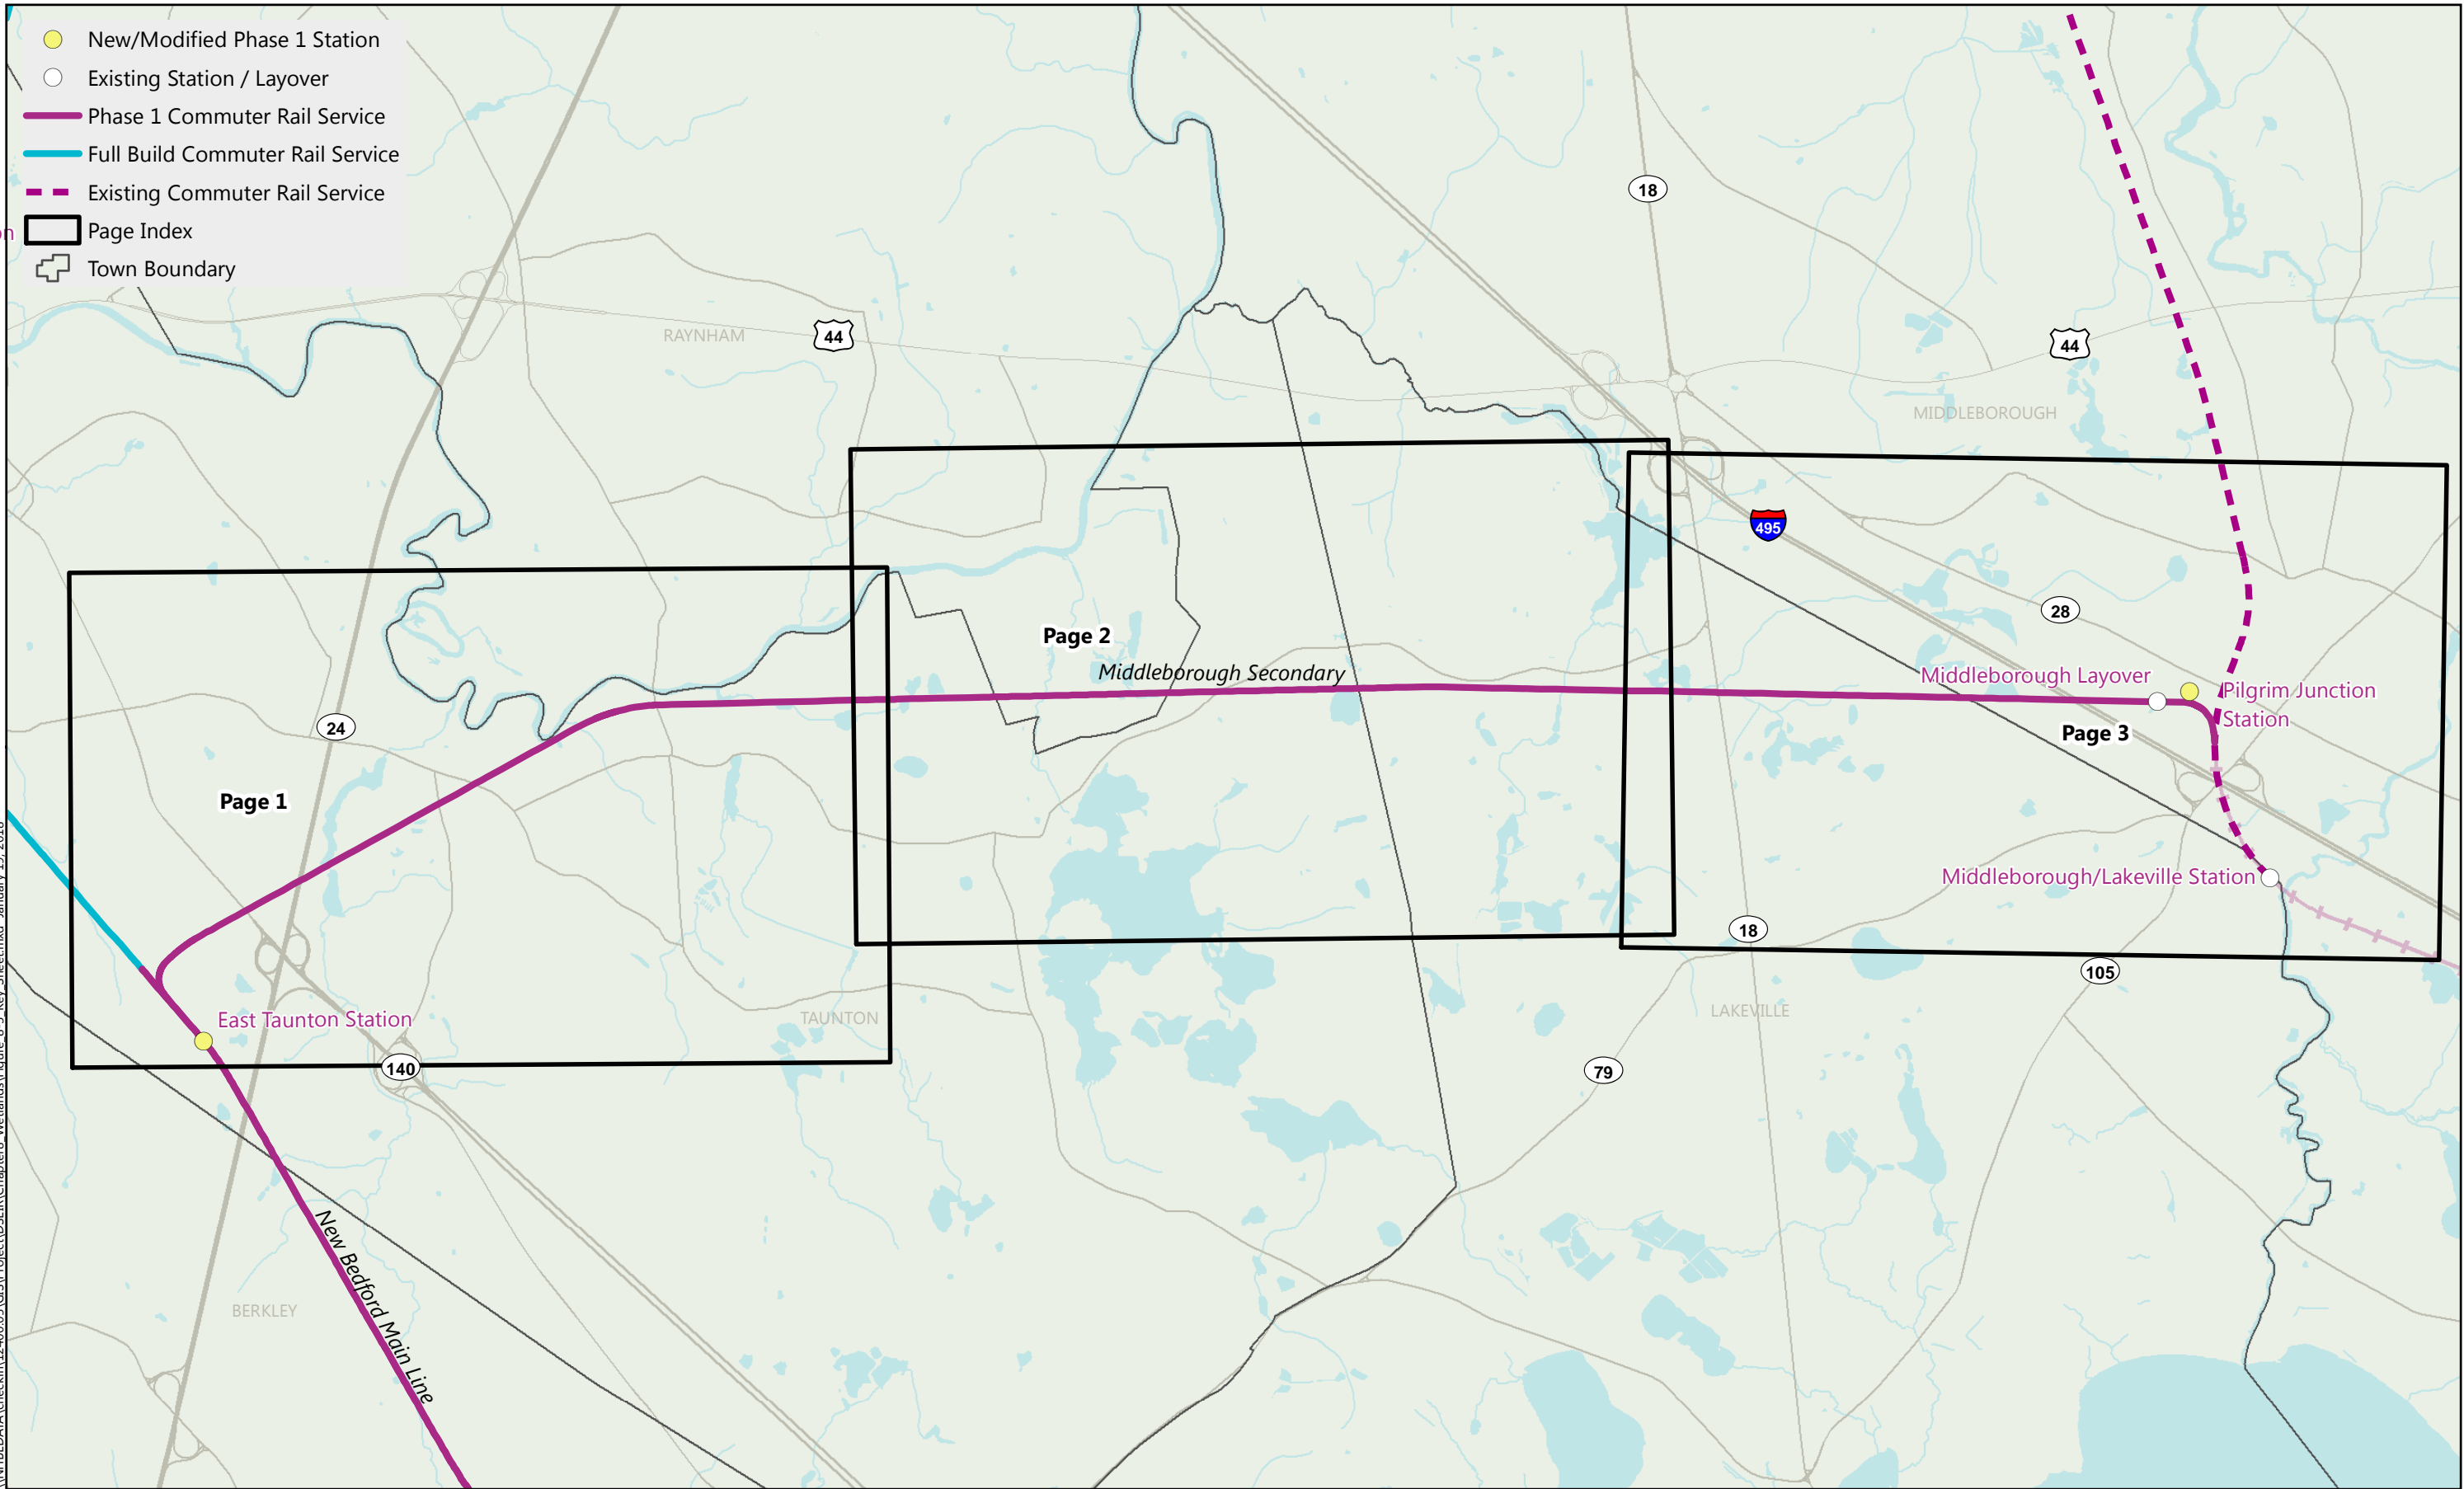 New/Modified Phase 1 Station
Existing Station / Layover
Phase 1 Commuter Rail Service
Full Build Commuter Rail Service
Existing Commuter Rail Service
Page Index
Town Boundary
18
RAYNHAM
44
44
MIDDLEBOROUGH
495
28
Page 2
Middleborough Secondary
Middleborough Layover
Pilgrim Junction
Station
24
Page 3
Page 1
Middleborough/Lakeville Station
18
105
East Taunton Station
TAUNTON
LAKEVILLE
140
79
New Bedford Main Line
BERKLEY